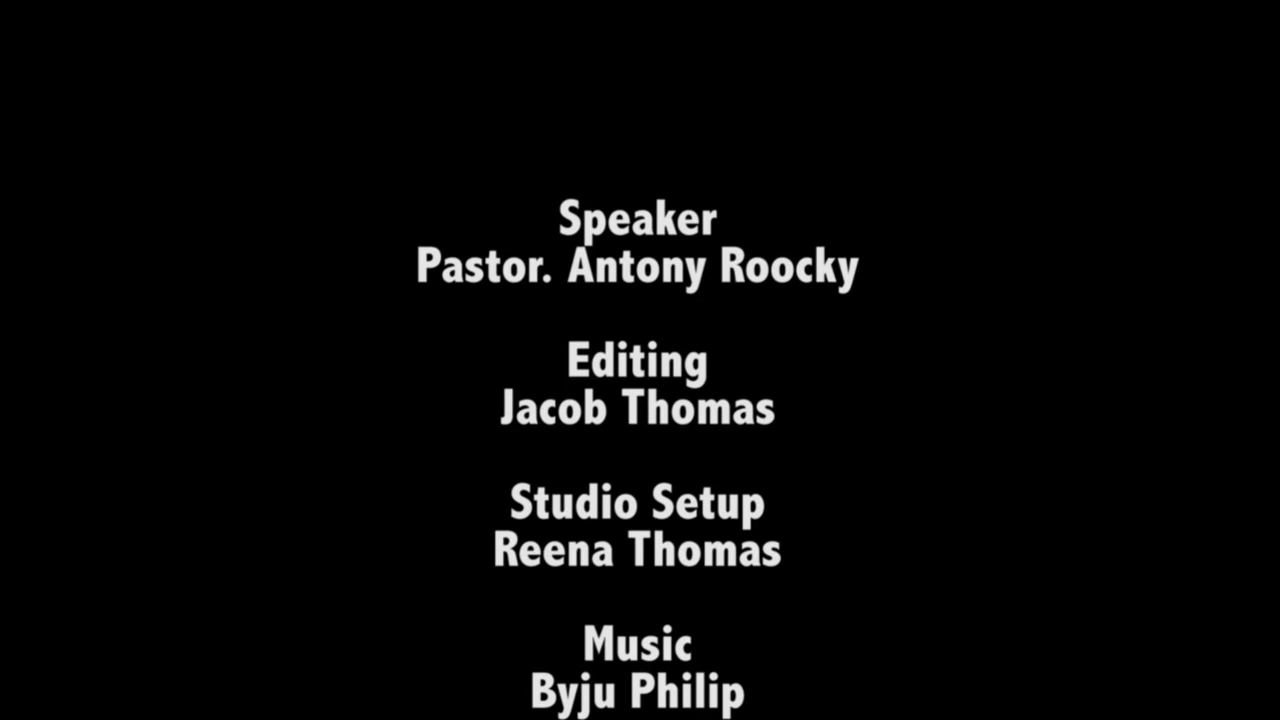 Speaker
Pastor. Antony Roocky
Editing
Jacob Thomas
Studio Setup
Reena Thomas
Music
Byju Philip